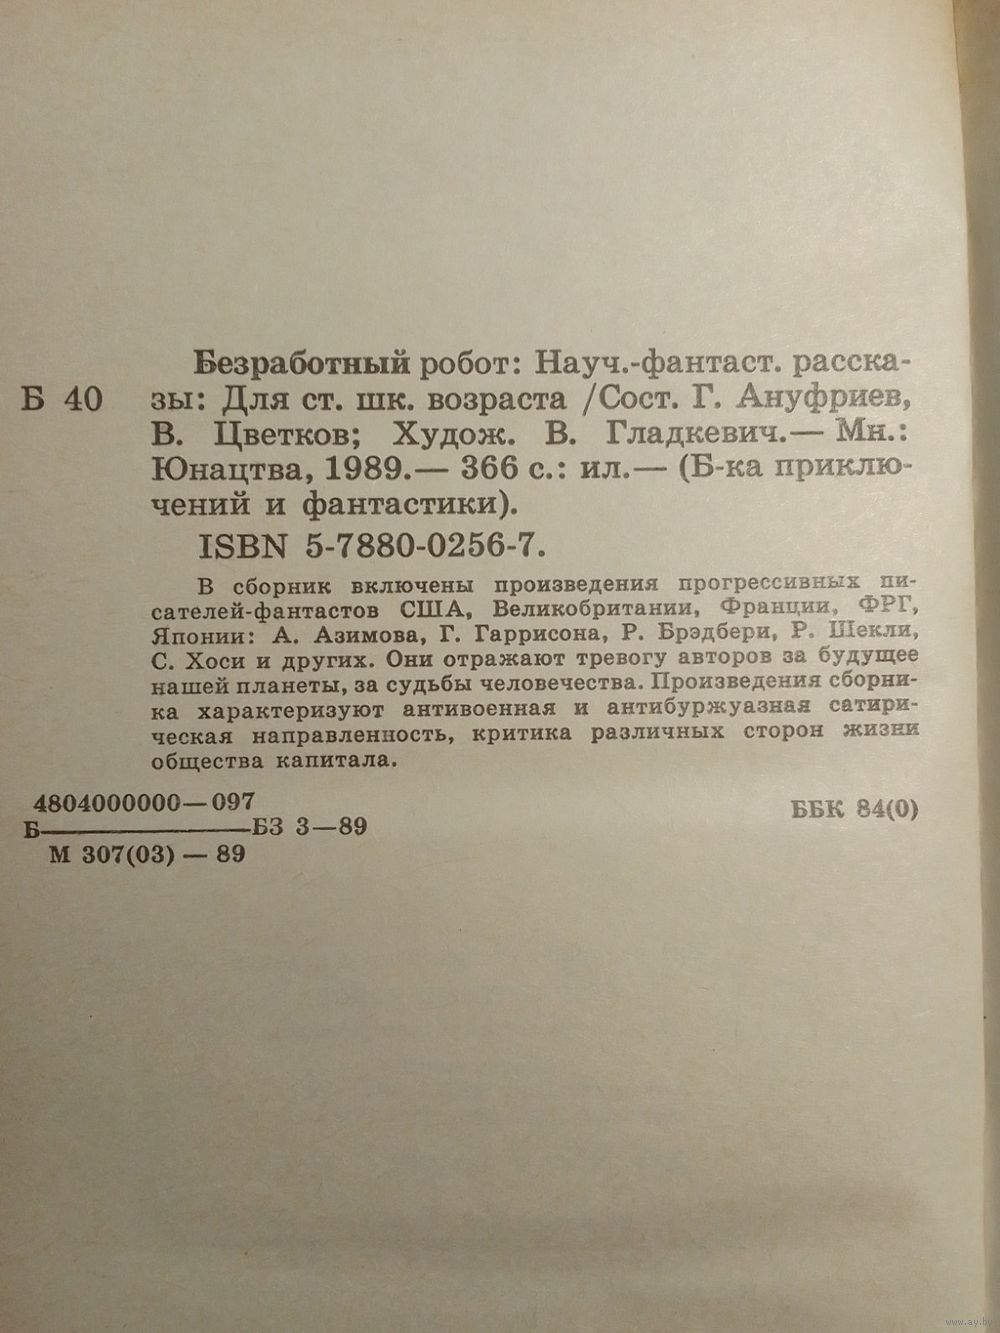 Безработный робот: Науч.-фантаст. расска-
Б 40 зы: Для ст. шк. возраста /Сост. Г. Ануфриев,
В. Цветков; Худож. В. Гладкевич.— Мн.:
Юнацтва, 1989.— 366 с.: ил.— (Б-ка приклю-
чений и фантастики).
ISBN 5-7880-0256-7.
В сборник включены произведения прогрессивных пи-
сателей-фантастов США, Великобритании, Франции, ФРГ,
Японии: А. Азимова, Г. Гаррисона, Р. Брэдбери, Р. Шекли,
С. Хоси и других. Они отражают тревогу авторов за будущее
нашей планеты, за судьбы человечества. Произведения сборни-
ка характеризуют антивоенная и антибуржуазная сатири-
ческая направленность, критика различных сторон жизни
общества капитала.
4804000000—097
Б————БЗ 3—89
М 307(03) — 89
ББК 84(0)
www.ay.by